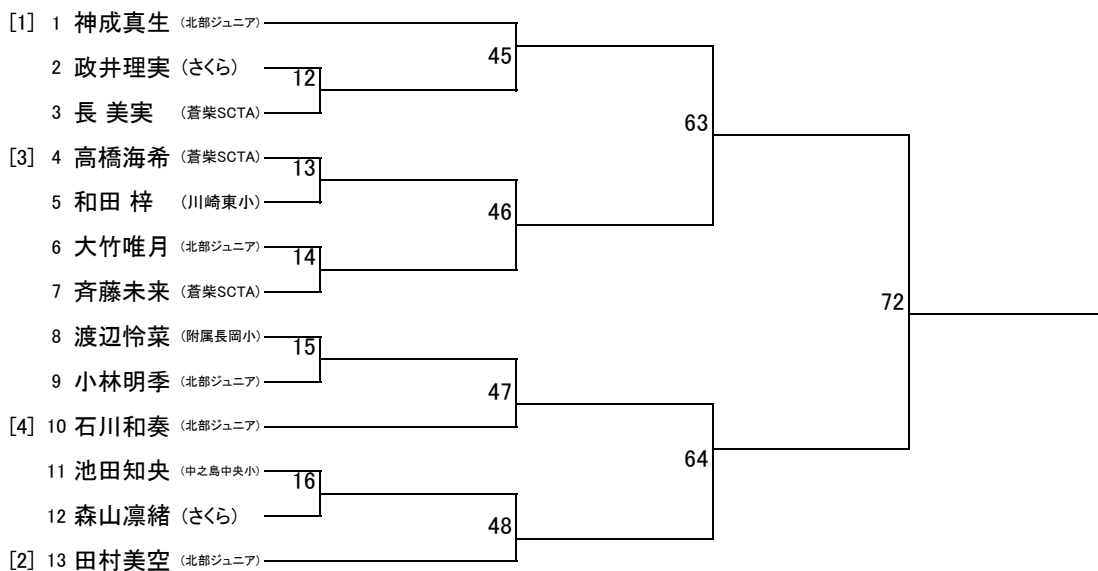 [1] 1 神成真生 (北部ジュニア)
45
2 政井理実 (さくら)
12
3 長 美実 (蒼柴SCTA)
63
[3] 4 高橋海希 (蒼柴SCTA)
13
5 和田 梓 (川崎東小)
46
6 大竹唯月 (北部ジュニア)
14
7 斉藤未来 (蒼柴SCTA)
72
8 渡辺怜菜 (附属長岡小)
15
9 小林明季 (北部ジュニア)
47
[4] 10 石川和奏 (北部ジュニア)
64
11 池田知央 (中之島中央小)
16
12 森山凛緒 (さくら)
48
[2] 13 田村美空 (北部ジュニア)